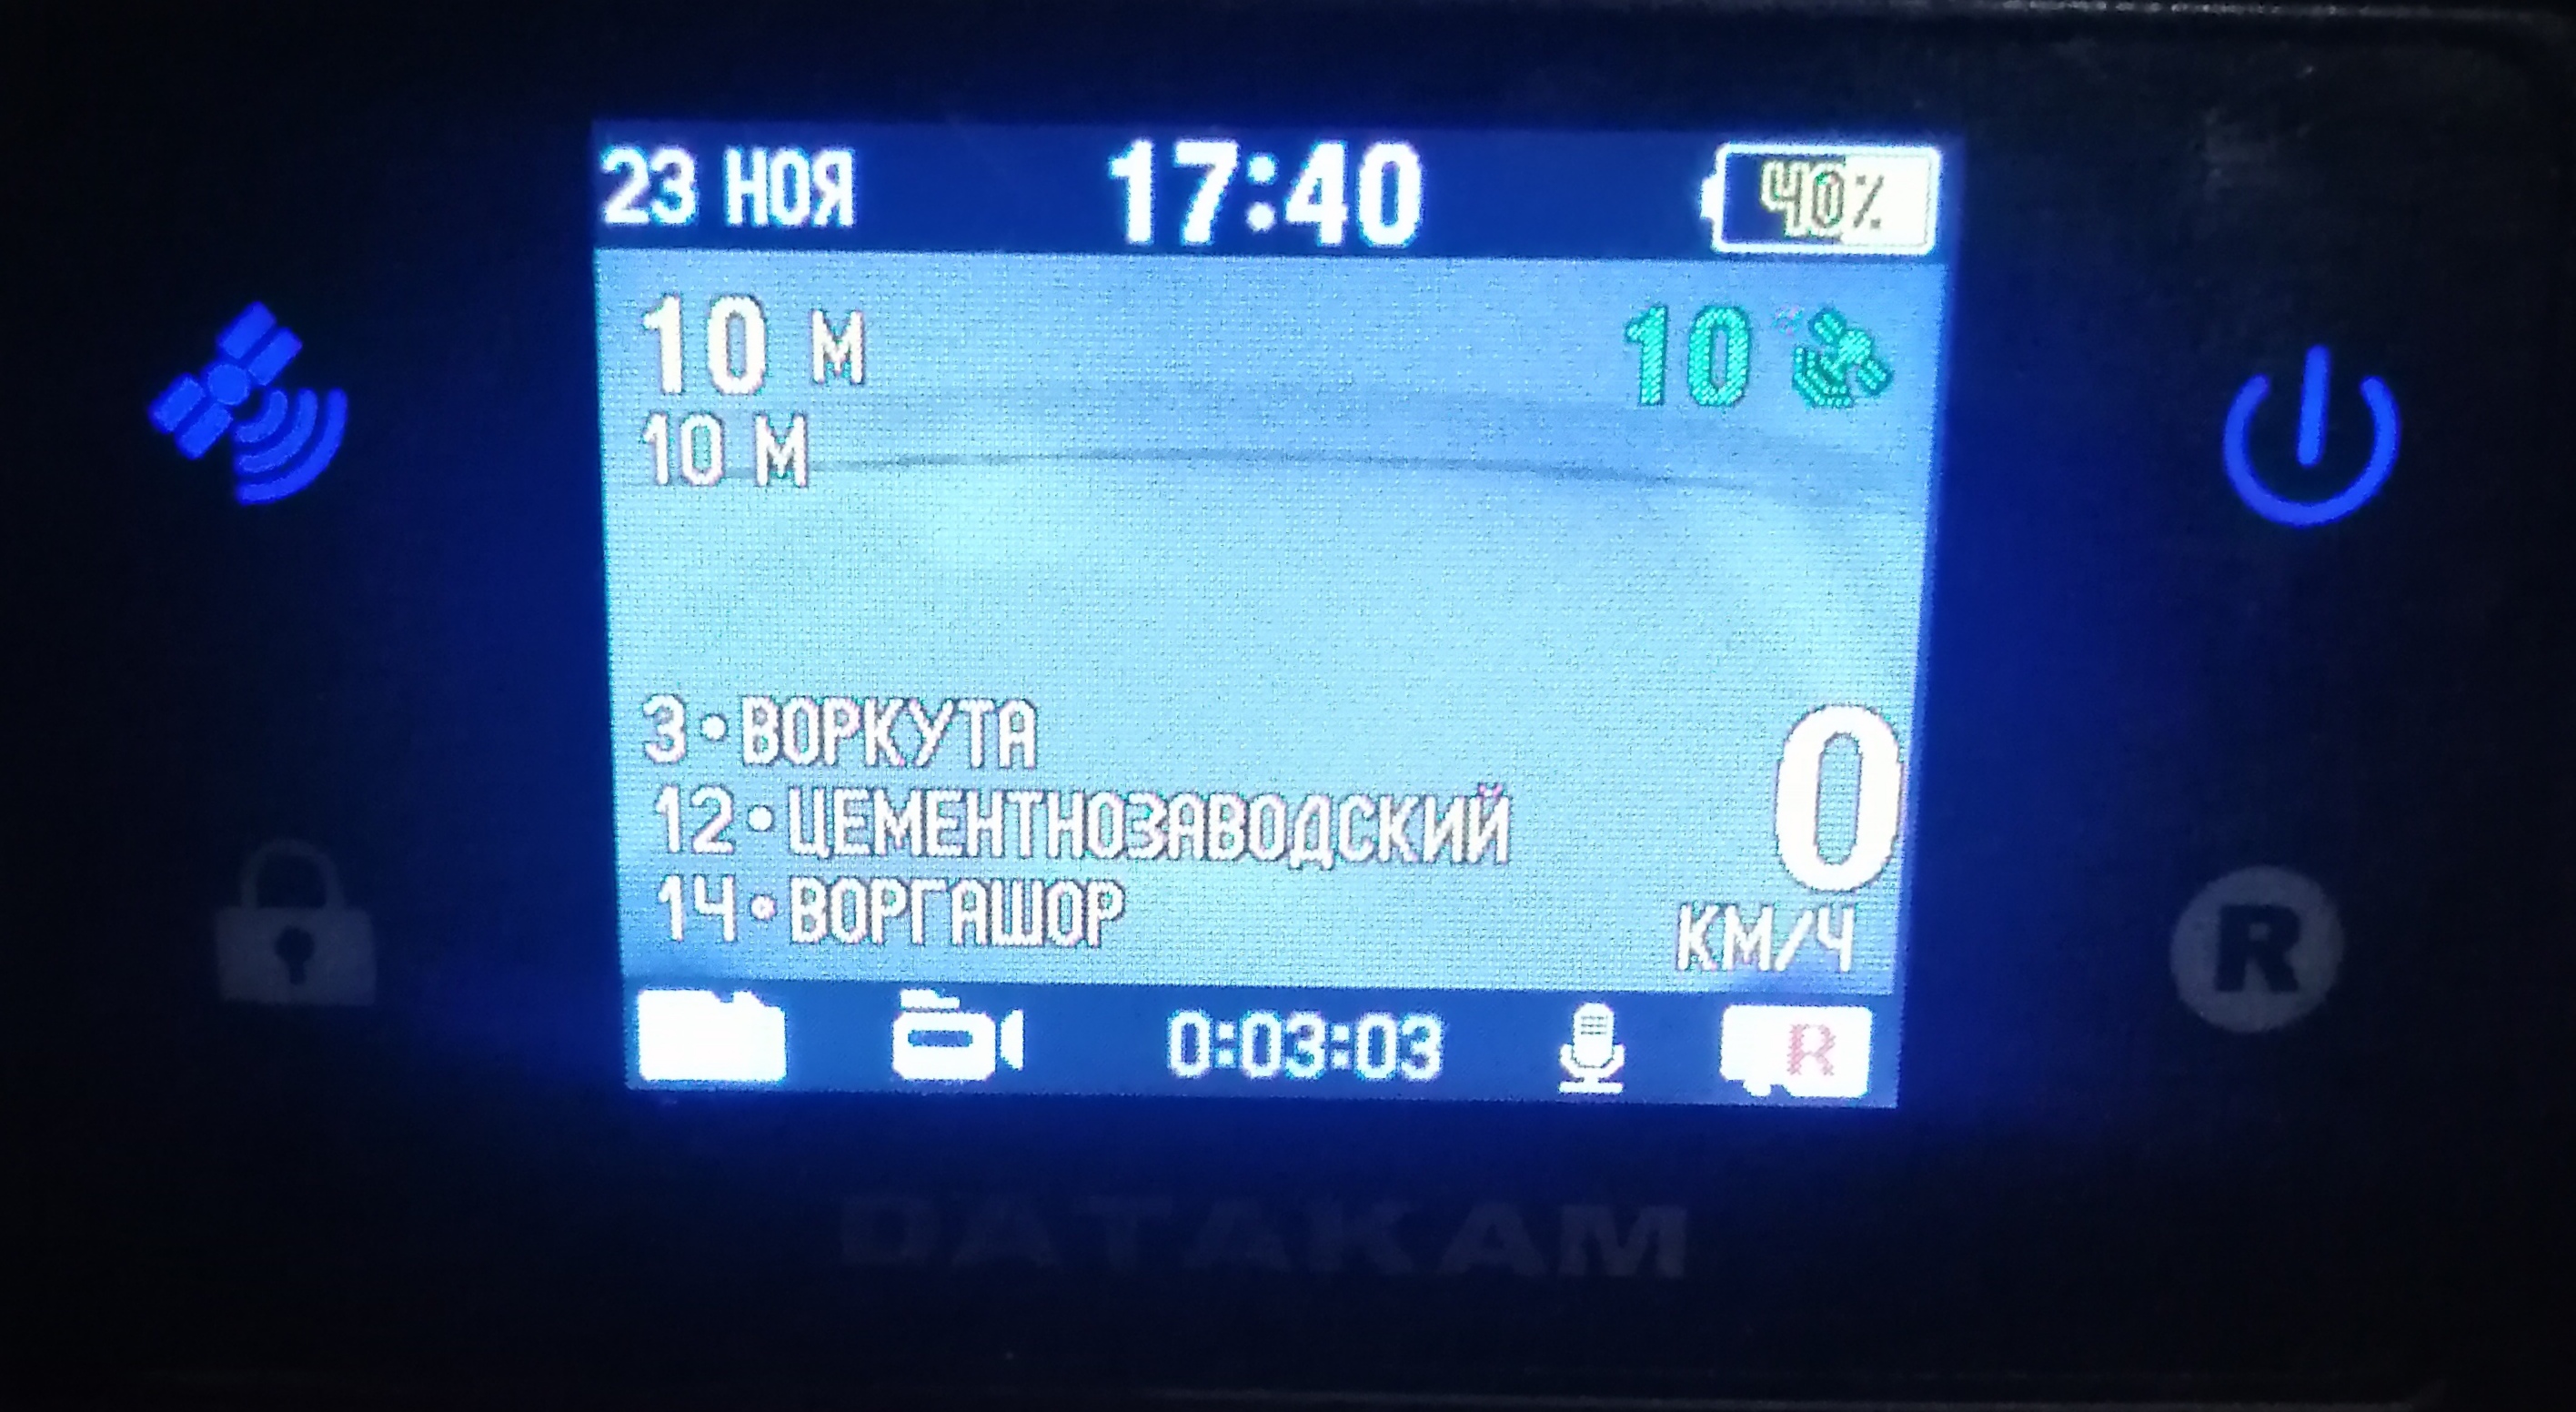 23 НОЯ 17:40 40%
10 М 10
10 М
3•ВОРКУТА
12•ЦЕМЕНТНОЗАВОДСКИЙ
14•ВОРГАШОР
0
КМ/Ч
0:03:03 R
R
DATAKAM